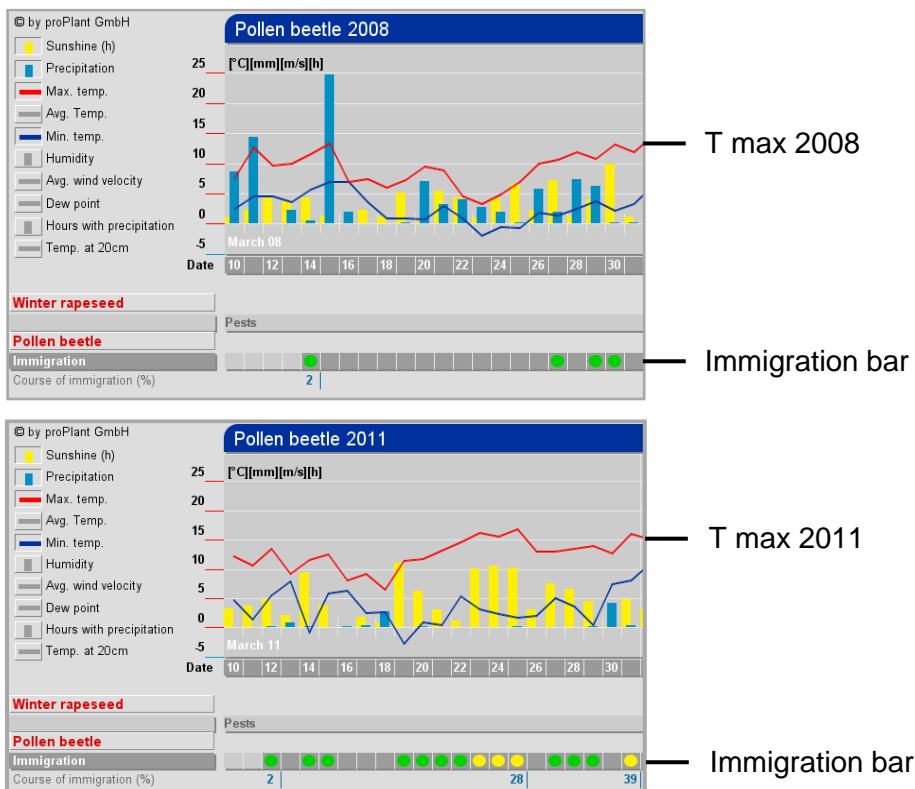 © by proPlant GmbH
Pollen beetle 2008
Sunshine (h)
Precipitation
Max. temp.
Avg. Temp.
Min. temp.
Humidity
Avg. wind velocity
Dew point
Hours with precipitation
Temp. at 20cm
[°C][mm][m/s][h]
25
20
15
10
5
0
-5
T max 2008
March 08
Date 10 12 14 16 18 20 22 24 26 28 30
Winter rapeseed
Pests
Pollen beetle
Immigration
Immigration bar
Course of immigration (%) 2
© by proPlant GmbH
Pollen beetle 2011
Sunshine (h)
Precipitation
Max. temp.
Avg. Temp.
Min. temp.
Humidity
Avg. wind velocity
Dew point
Hours with precipitation
Temp. at 20cm
[°C][mm][m/s][h]
25
20
15
10
5
0
-5
T max 2011
March 11
Date 10 12 14 16 18 20 22 24 26 28 30
Winter rapeseed
Pests
Pollen beetle
Immigration
Immigration bar
Course of immigration (%) 2 28 39